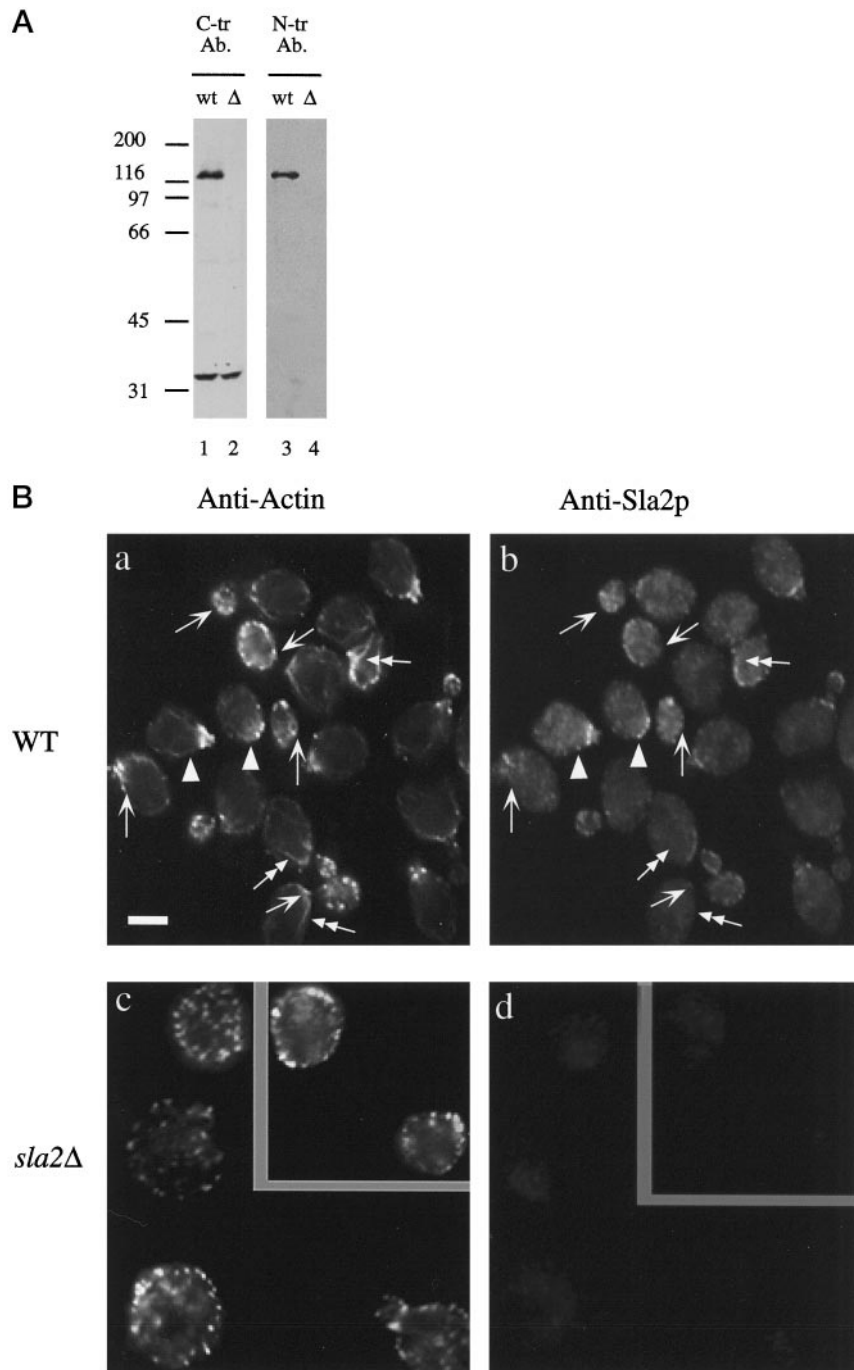 A
C-tr Ab.
N-tr Ab.
wt Δ
wt Δ
200
116
97
66
45
31
1 2
3 4
B
Anti-Actin
Anti-Sla2p
WT
a
b
sla2Δ
c
d